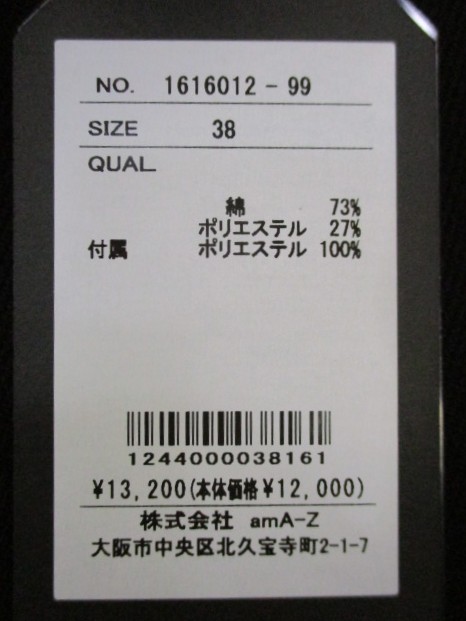 NO. 1616012-99
SIZE 38
QUAL
綿 73%
ポリエステル 27%
付属 ポリエステル 100%
1244000038161
¥13,200(本体価格¥12,000)
株式会社 amA-Z
大阪市中央区北久宝寺町2-1-7